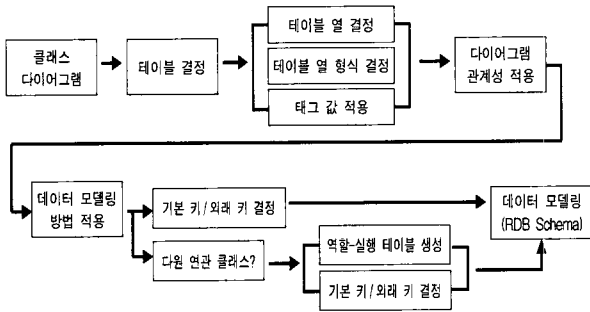 클래스
다이어그램
테이블 결정
테이블 열 결정
테이블 열 형식 결정
태그 값 적용
다이어그램
관계성 적용
데이터 모델링
방법 적용
기본 키/외래 키 결정
다원 연관 클래스?
역할-실행 테이블 생성
기본 키/외래 키 결정
데이터 모델링
(RDB Schema)